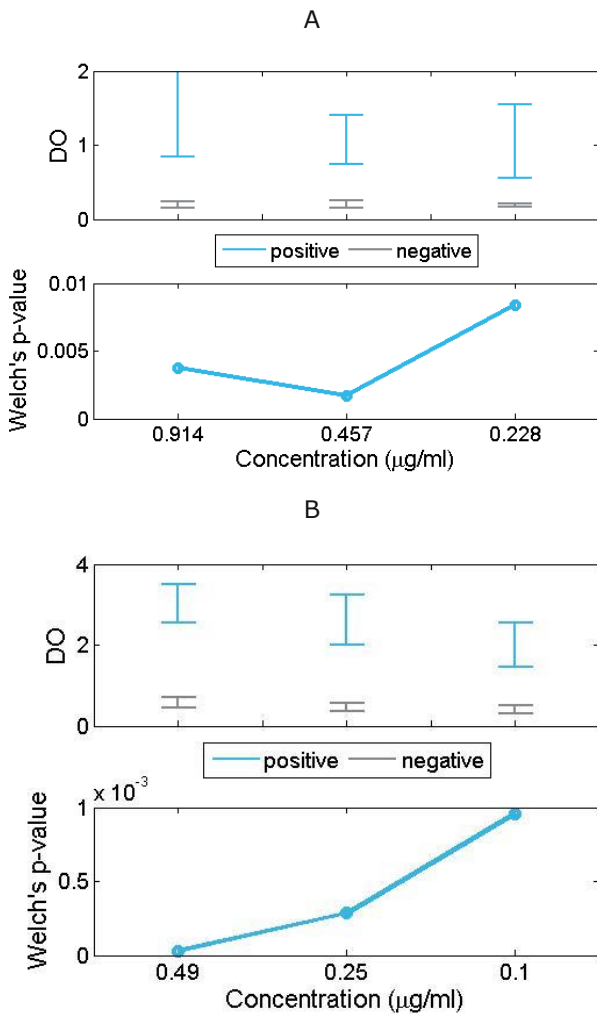 A
2
1
0
DO
positive negative
0.01
0.005
0
Welch's p-value
0.914 0.457 0.228
Concentration (μg/ml)
B
4
2
0
DO
positive negative
x 10⁻³
1
0.5
0
Welch's p-value
0.49 0.25 0.1
Concentration (μg/ml)